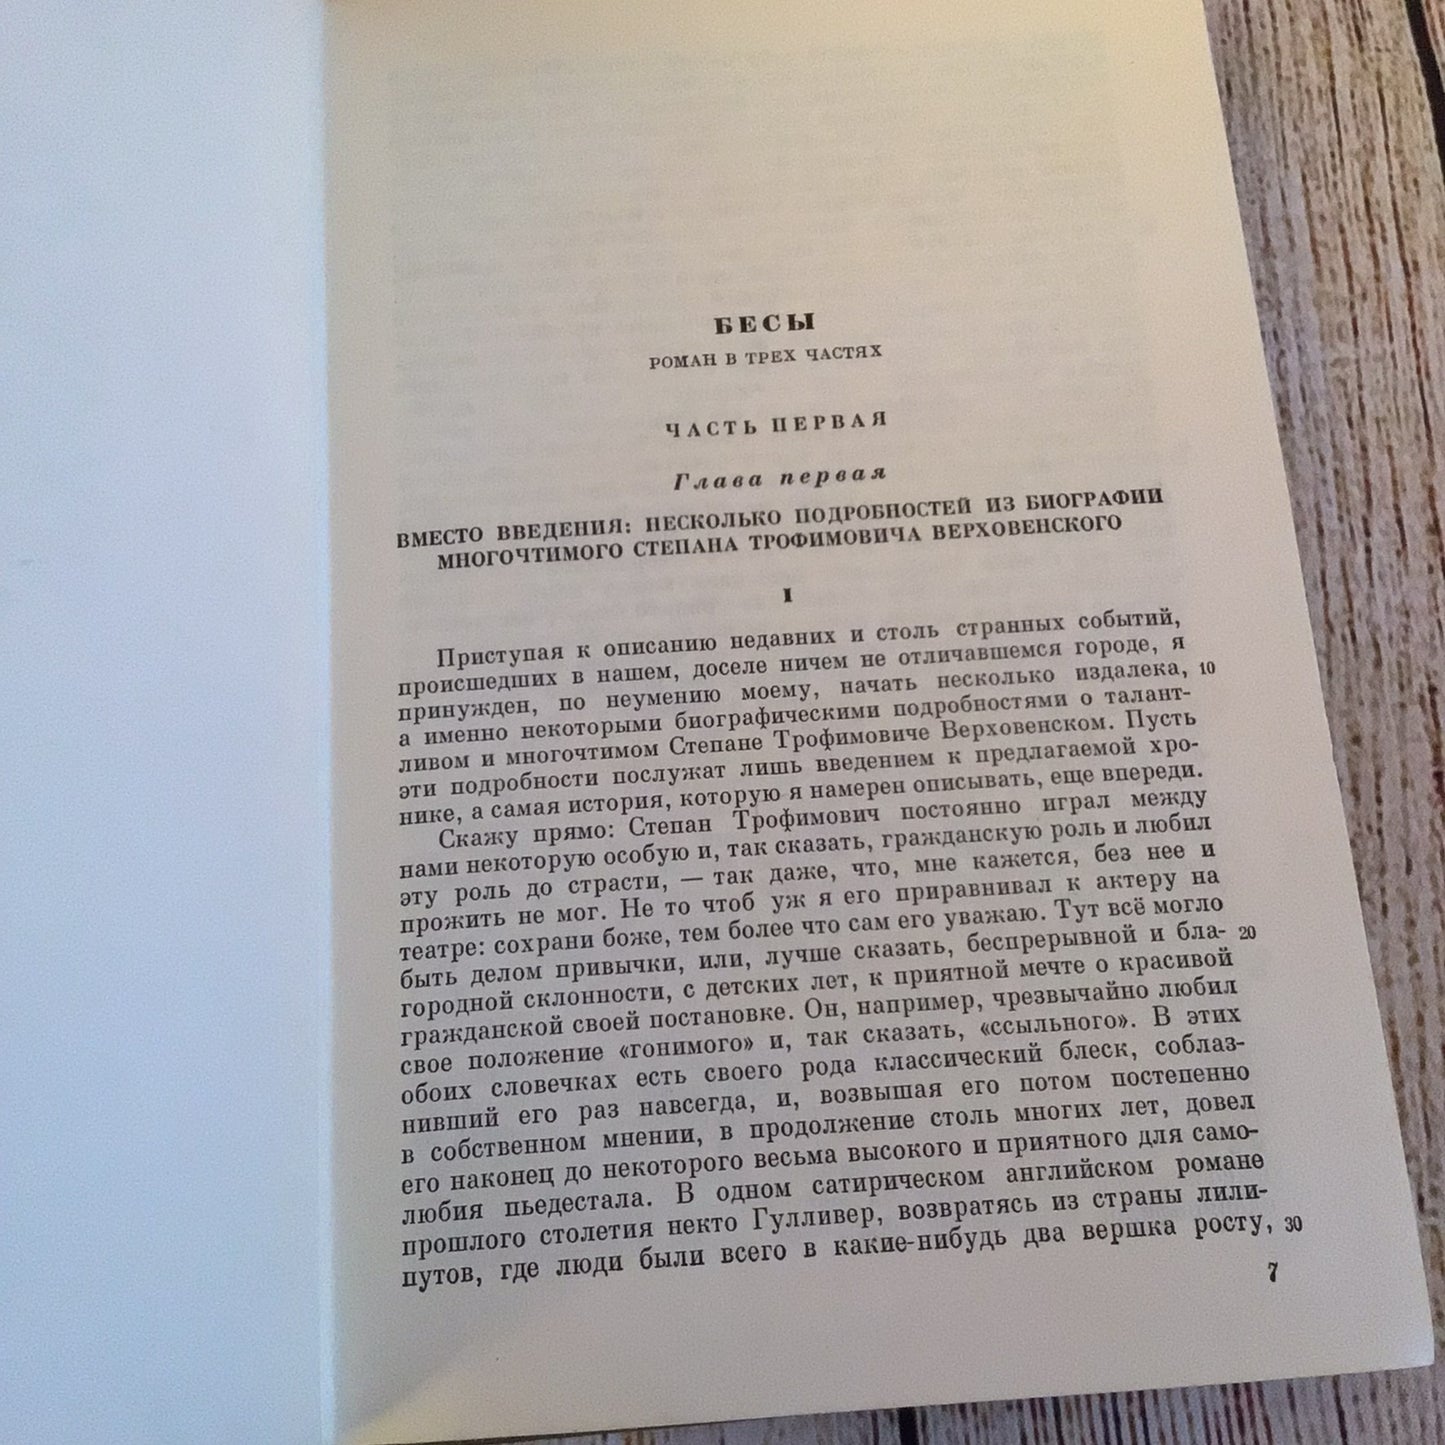 БЕСЫ
РОМАН В ТРЕХ ЧАСТЯХ
ЧАСТЬ ПЕРВАЯ
Глава первая
ВМЕСТО ВВЕДЕНИЯ: НЕСКОЛЬКО ПОДРОБНОСТЕЙ ИЗ БИОГРАФИИ
МНОГОЧТИМОГО СТЕПАНА ТРОФИМОВИЧА ВЕРХОВЕНСКОГО
I
Приступая к описанию недавних и столь странных событий,
происшедших в нашем, доселе ничем не отличавшемся городе, я
принужден, по неумению моему, начать несколько издалека, 10
а именно некоторыми биографическими подробностями о талант-
ливом и многочтимом Степане Трофимовиче Верховенском. Пусть
эти подробности послужат лишь введением к предлагаемой хро-
нике, а самая история, которую я намерен описывать, еще впереди.
Скажу прямо: Степан Трофимович постоянно играл между
нами некоторую особую и, так сказать, гражданскую роль и любил
эту роль до страсти, — так даже, что, мне кажется, без нее и
прожить не мог. Не то чтоб уж я его приравнивал к актеру на
театре: сохрани боже, тем более что сам его уважаю. Тут всё могло
быть делом привычки, или, лучше сказать, беспрерывной и бла- 20
городной склонности, с детских лет, к приятной мечте о красивой
гражданской своей постановке. Он, например, чрезвычайно любил
свое положение «гонимого» и, так сказать, «ссыльного». В этих
обоих словечках есть своего рода классический блеск, соблаз-
нивший его раз навсегда, и, возвышая его потом постепенно
в собственном мнении, в продолжение столь многих лет, довел
его наконец до некоторого весьма высокого и приятного для само-
любия пьедестала. В одном сатирическом английском романе
прошлого столетия некто Гулливер, возвратясь из страны лили-
путов, где люди были всего в какие-нибудь два вершка росту, 30
7